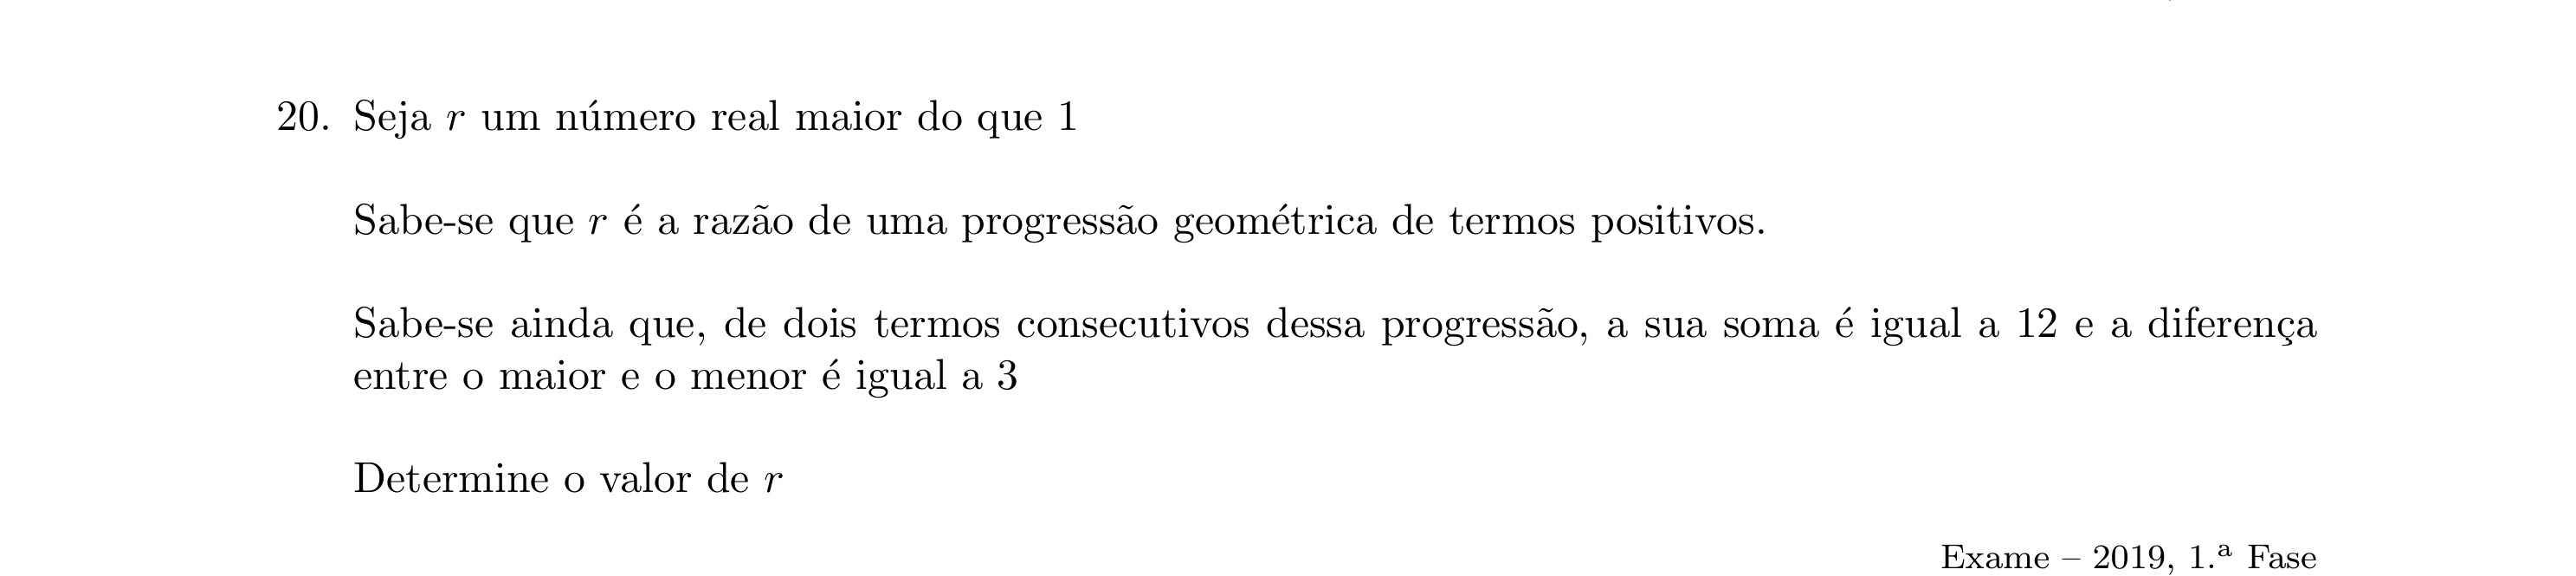 20. Seja r um número real maior do que 1
Sabe-se que r é a razão de uma progressão geométrica de termos positivos.
Sabe-se ainda que, de dois termos consecutivos dessa progressão, a sua soma é igual a 12 e a diferença
entre o maior e o menor é igual a 3
Determine o valor de r
Exame – 2019, 1.ª Fase